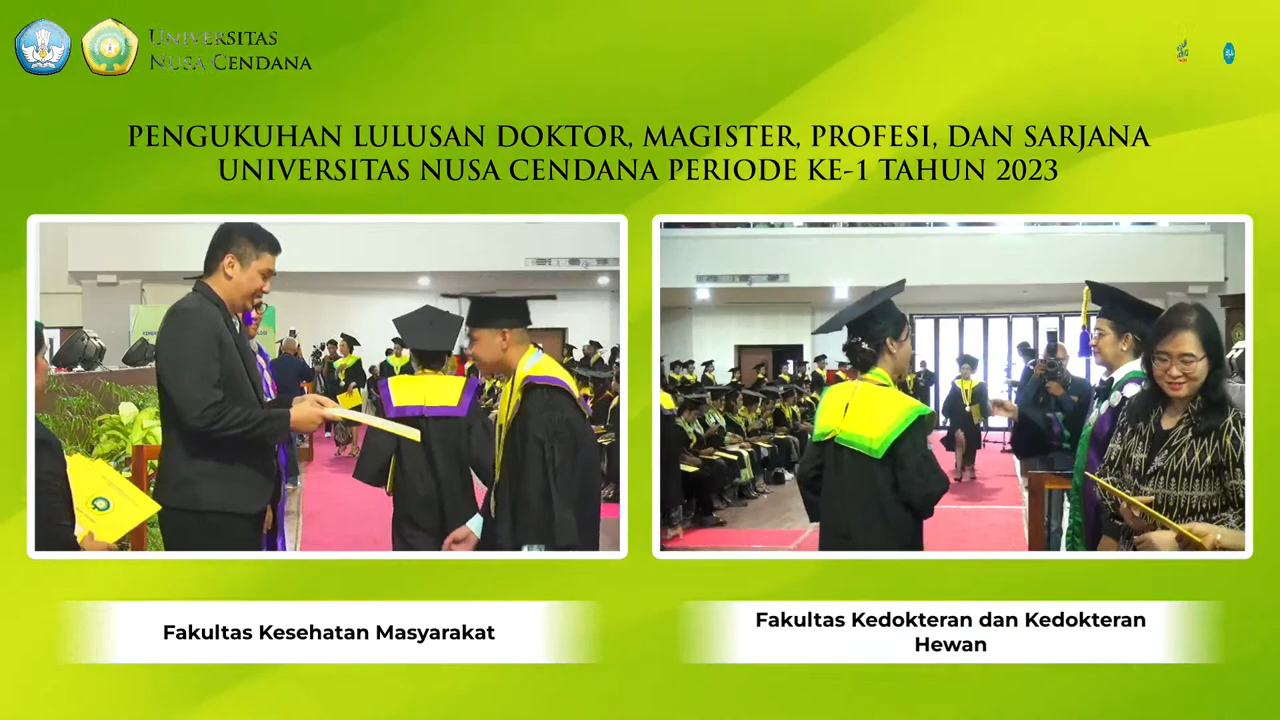 UNIVERSITAS
NUSA CENDANA
PENGUKUHAN LULUSAN DOKTOR, MAGISTER, PROFESI, DAN SARJANA
UNIVERSITAS NUSA CENDANA PERIODE KE-1 TAHUN 2023
Fakultas Kesehatan Masyarakat
Fakultas Kedokteran dan Kedokteran
Hewan